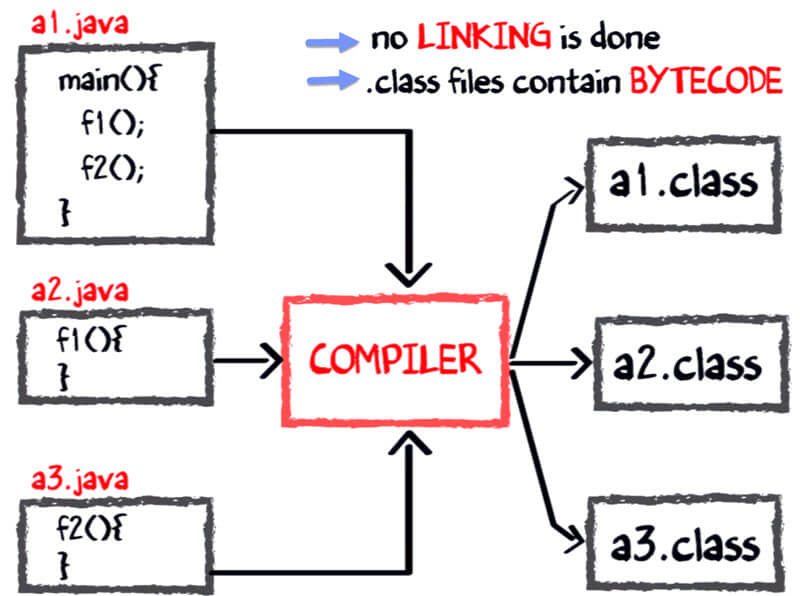 a1.java
main(){
f1();
f2();
}
no LINKING is done
.class files contain BYTECODE
a2.java
f1(){
}
a3.java
f2(){
}
COMPILER
a1.class
a2.class
a3.class